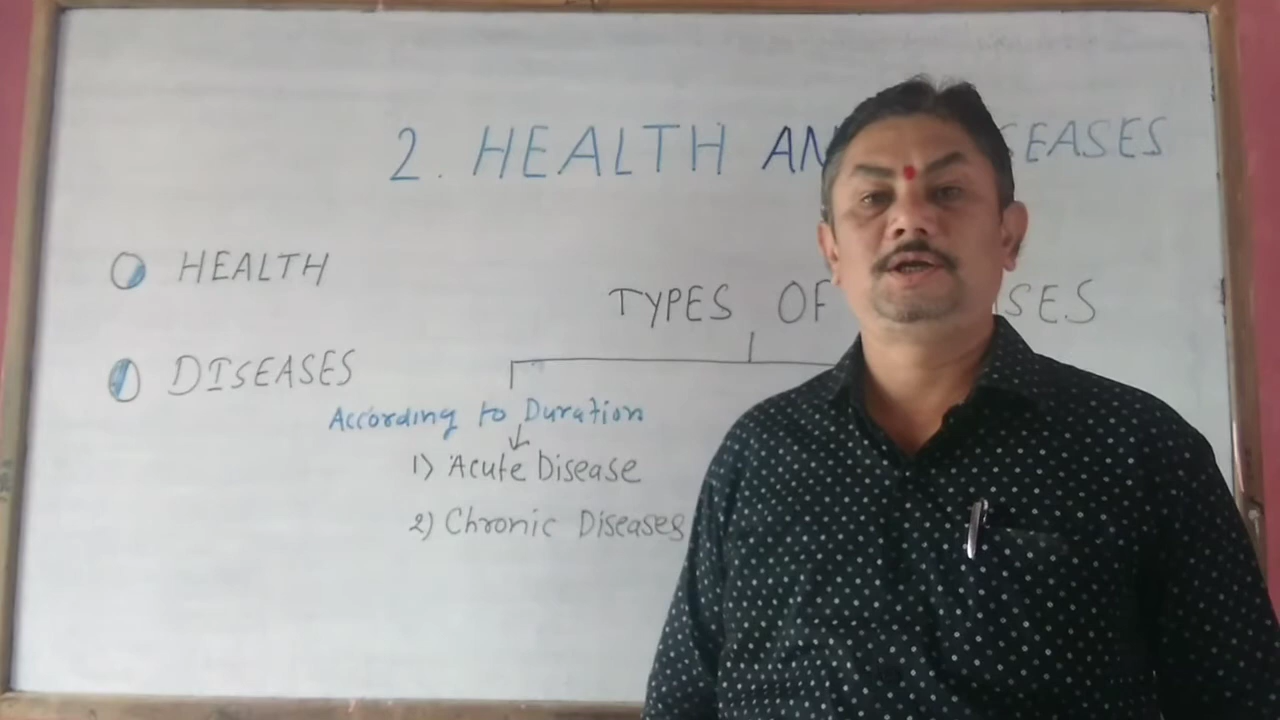 2. HEALTH AN EASES
HEALTH
TYPES OF SES
DISEASES
According to Duration
1) Acute Disease
2) Chronic Diseases